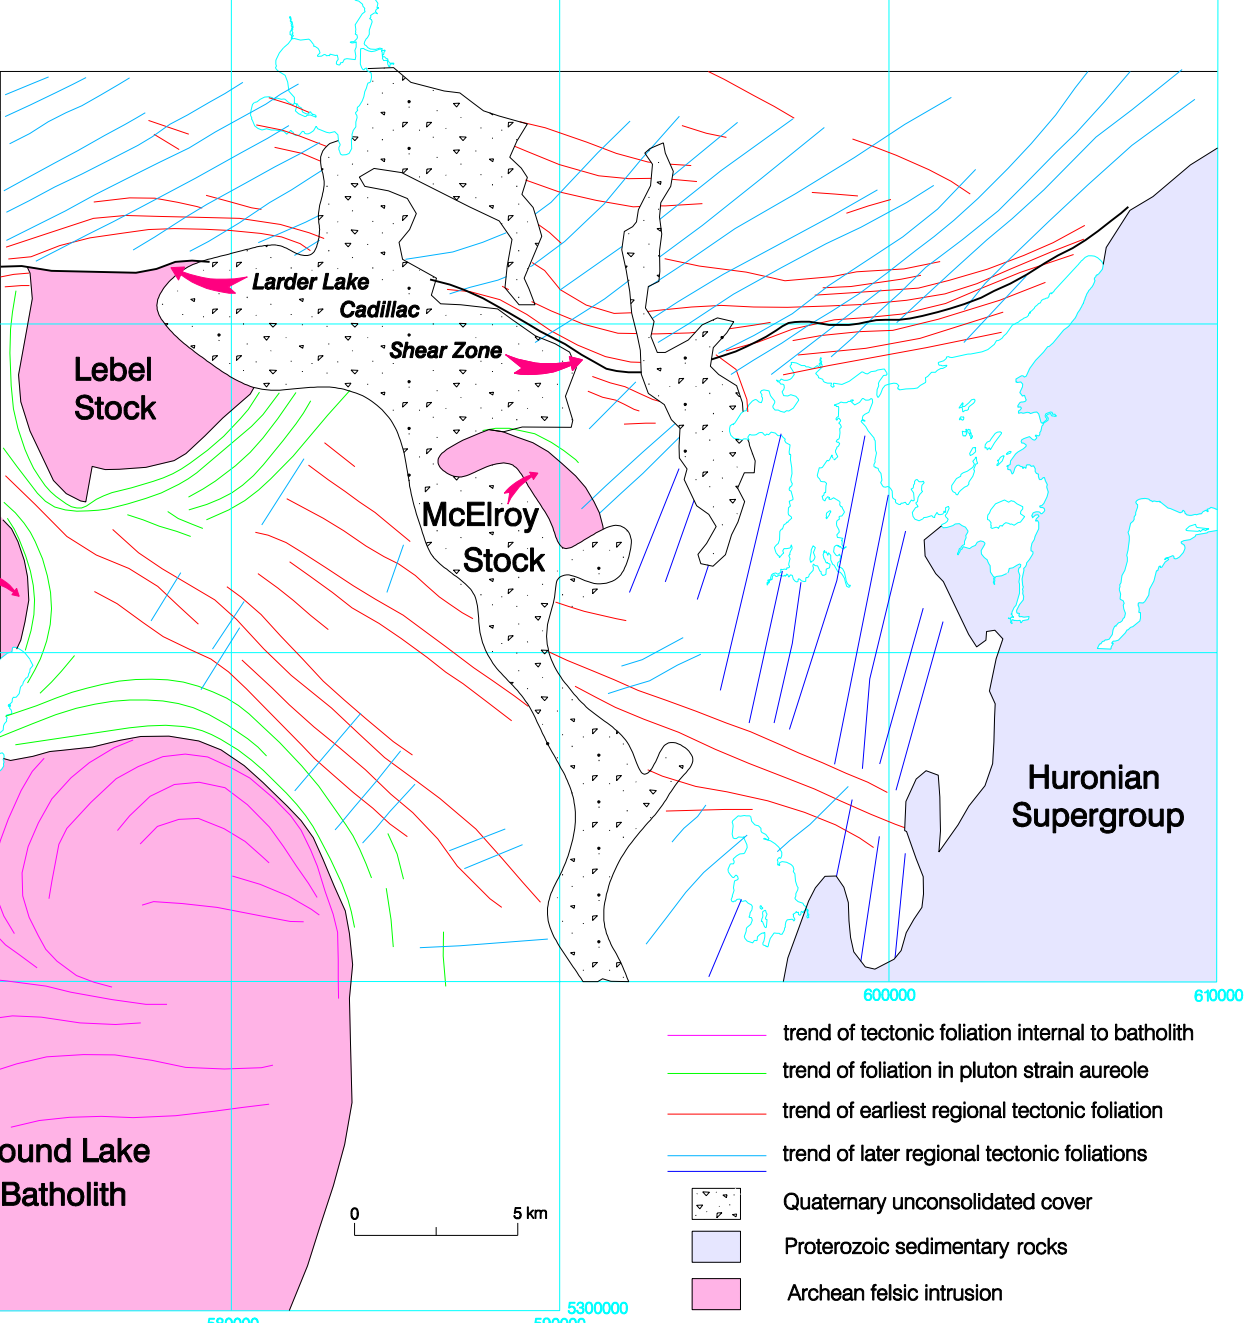 Larder Lake
Cadillac
Shear Zone
Lebel
Stock
McElroy
Stock
Huronian
Supergroup
600000
610000
trend of tectonic foliation internal to batholith
trend of foliation in pluton strain aureole
trend of earliest regional tectonic foliation
trend of later regional tectonic foliations
ound Lake
Batholith
0
5 km
Quaternary unconsolidated cover
Proterozoic sedimentary rocks
Archean felsic intrusion
5300000
580000
590000